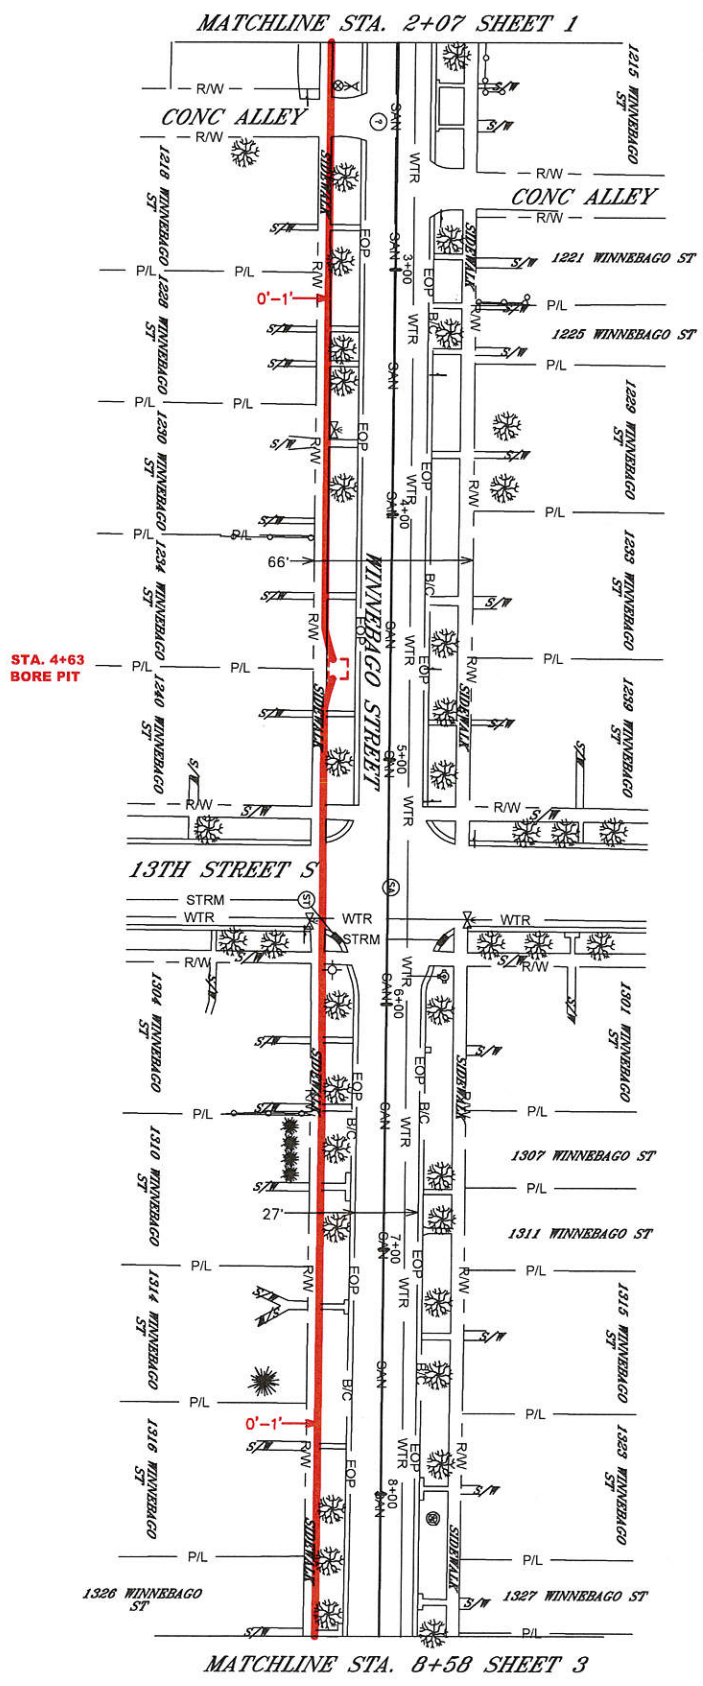 MATCHLINE STA. 2+07 SHEET 1
R/W
CONC ALLEY
R/W
SAN
?
WTR
SIDEWALK
S/W
S/W
1215 WINNEBAGO ST
R/W
CONC ALLEY
R/W
1218 WINNEBAGO ST
S/W
EOP
SAN
3+00
SIDEWALK
S/W
1221 WINNEBAGO ST
P/L
P/L
R/W
0'-1'
EOP
WTR
B/C
R/W
S/W
P/L
1225 WINNEBAGO ST
1228 WINNEBAGO ST
S/W
S/W
SAN
S/W
P/L
P/L
P/L
1229 WINNEBAGO ST
1230 WINNEBAGO ST
S/W
R/W
EOP
EOP
S/W
WTR
R/W
SAN
4+00
S/W
P/L
P/L
P/L
66'
1234 WINNEBAGO ST
WINNEBAGO STREET
B/C
1233 WINNEBAGO ST
S/W
S/W
R/W
EOP
SAN
WTR
EOP
R/W
STA. 4+63
BORE PIT
P/L
P/L
P/L
1240 WINNEBAGO ST
SIDEWALK
S/W
SIDEWALK
S/W
1239 WINNEBAGO ST
5+00
SAN
S/W
WTR
R/W
S/W
R/W
S/W
13TH STREET S
SA
STRM
ST
WTR
WTR
WTR
STRM
R/W
S/W
S/W
R/W
WTR
S/W
S/W
6+00
SAN
1304 WINNEBAGO ST
1301 WINNEBAGO ST
S/W
SIDEWALK
EOP
EOP
SIDEWALK
S/W
R/W
S/W
SAN
B/C
R/W
P/L
P/L
B/C
WTR
1310 WINNEBAGO ST
1307 WINNEBAGO ST
S/W
P/L
27'
1311 WINNEBAGO ST
7+00
SAN
P/L
R/W
EOP
WTR
EOP
R/W
P/L
1314 WINNEBAGO ST
S/W
S/W
S/W
1315 WINNEBAGO ST
B/C
SAN
B/C
P/L
P/L
0'-1'
1316 WINNEBAGO ST
S/W
R/W
EOP
WTR
EOP
R/W
1323 WINNEBAGO ST
8+00
SAN
S/W
SIDEWALK
SIDEWALK
P/L
P/L
1326 WINNEBAGO ST
1327 WINNEBAGO ST
S/W
S/W
P/L
MATCHLINE STA. 8+58 SHEET 3